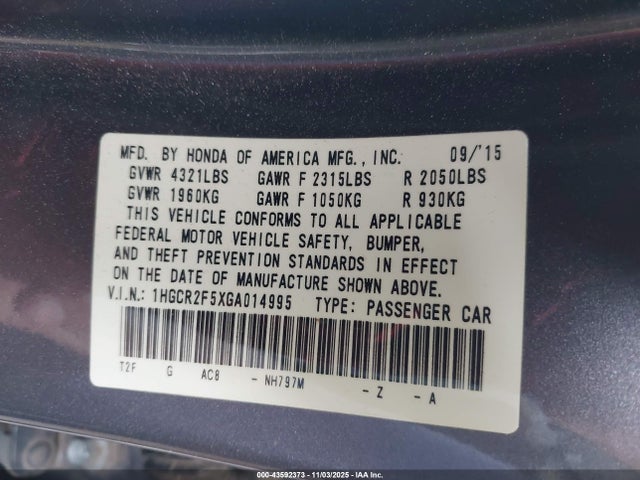 MFD. BY HONDA OF AMERICA MFG., INC. 09/'15
GVWR 4321LBS GAWR F 2315LBS R 2050LBS
GVWR 1960KG GAWR F 1050KG R 930KG
THIS VEHICLE CONFORMS TO ALL APPLICABLE
FEDERAL MOTOR VEHICLE SAFETY, BUMPER,
AND THEFT PREVENTION STANDARDS IN EFFECT
ON THE DATE OF MANUFACTURE SHOWN ABOVE.
V.I.N.: 1HGCR2F5XGA014995 TYPE: PASSENGER CAR
T2F G AC8 - NH797M - Z - A
000-43592373 - 11/03/2025 - IAA Inc.